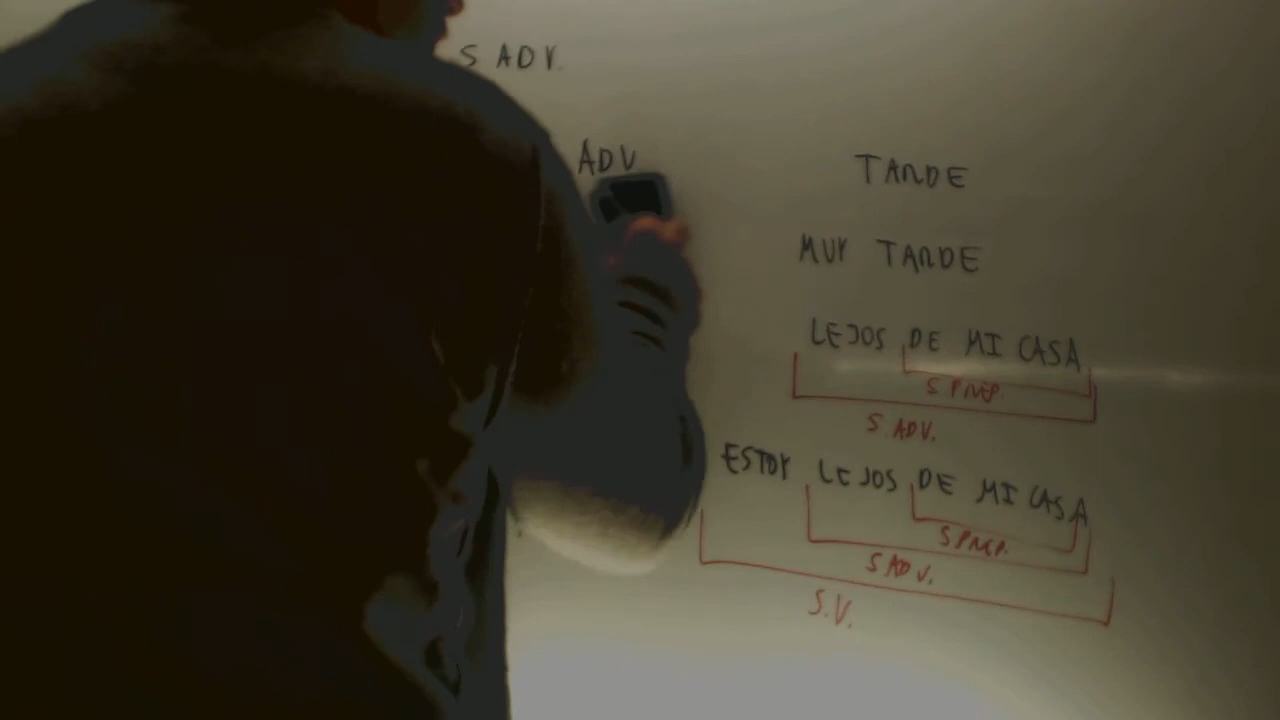 S ADV.
ADV
TARDE
MUY TARDE
LEJOS DE MI CASA
S PREP.
S. ADV.
ESTOY LEJOS DE MI CASA
S PREP.
S ADV.
S.V.